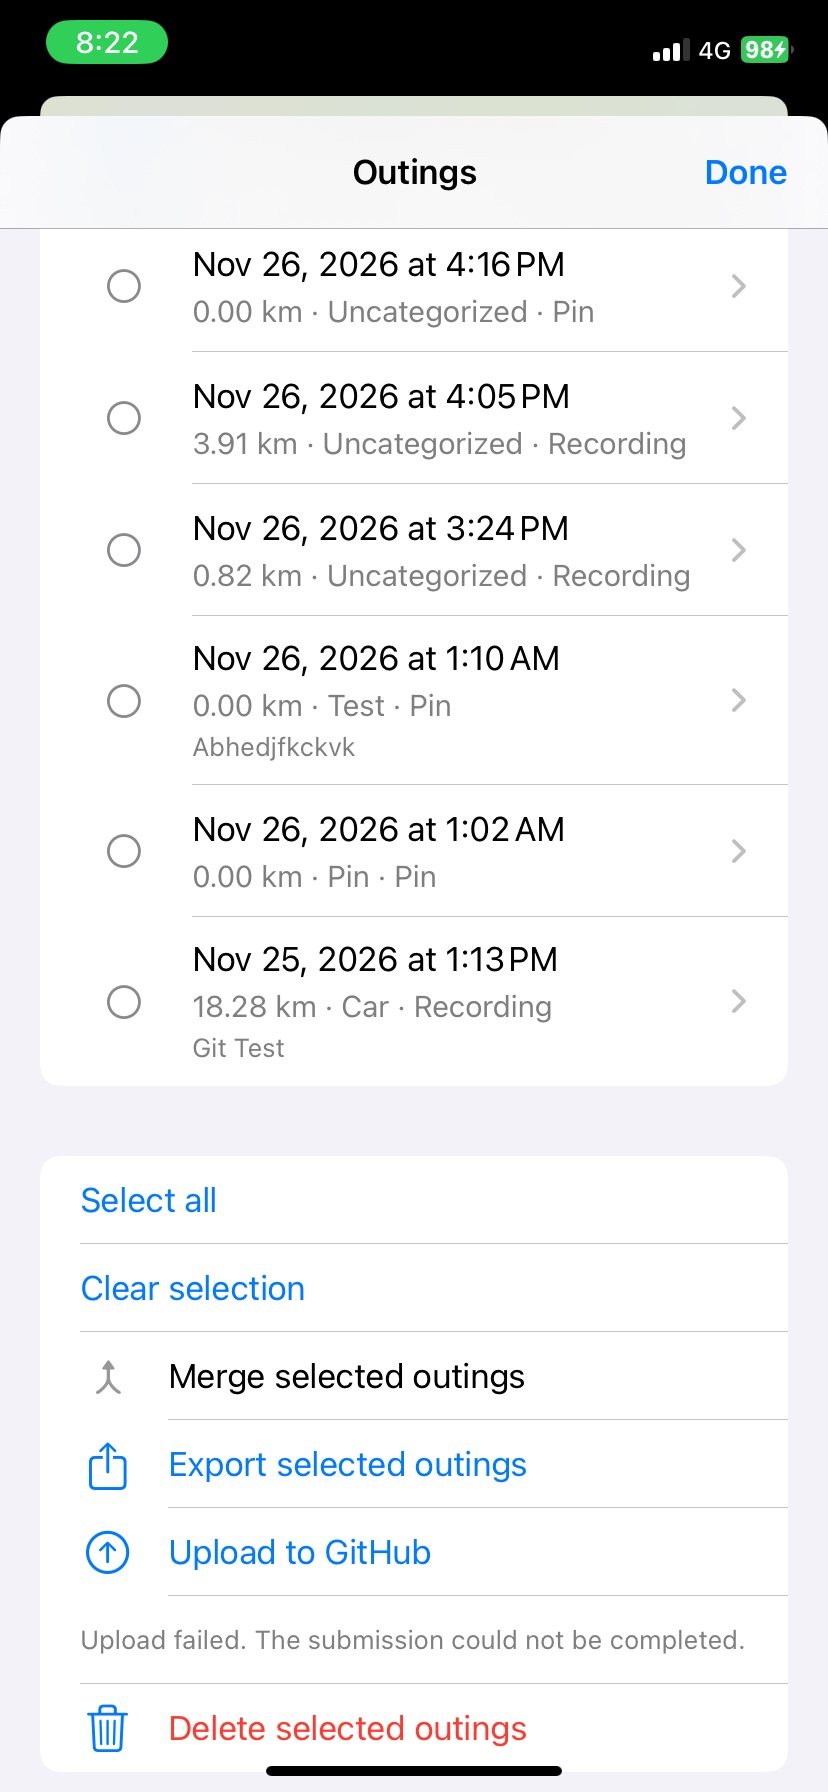 8:22
4G 98
Outings
Done
Nov 26, 2026 at 4:16 PM
0.00 km · Uncategorized · Pin
Nov 26, 2026 at 4:05 PM
3.91 km · Uncategorized · Recording
Nov 26, 2026 at 3:24 PM
0.82 km · Uncategorized · Recording
Nov 26, 2026 at 1:10 AM
0.00 km · Test · Pin
Abhedjfkckvk
Nov 26, 2026 at 1:02 AM
0.00 km · Pin · Pin
Nov 25, 2026 at 1:13 PM
18.28 km · Car · Recording
Git Test
Select all
Clear selection
Merge selected outings
Export selected outings
Upload to GitHub
Upload failed. The submission could not be completed.
Delete selected outings